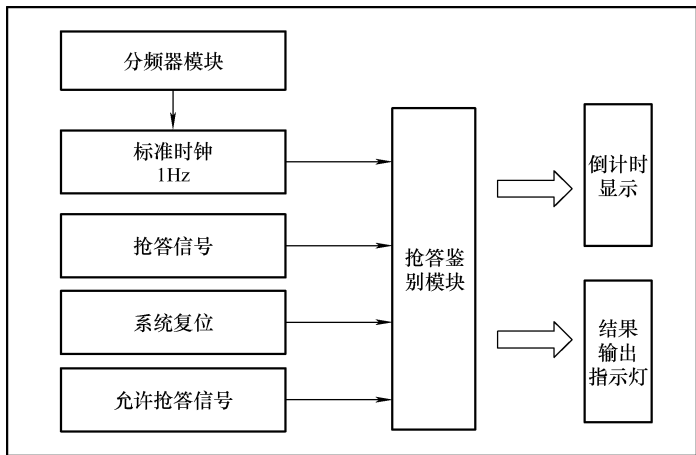 分频器模块
标准时钟
1Hz
抢答信号
系统复位
允许抢答信号
抢答鉴
别模块
倒计时
显示
结果
输出
指示灯